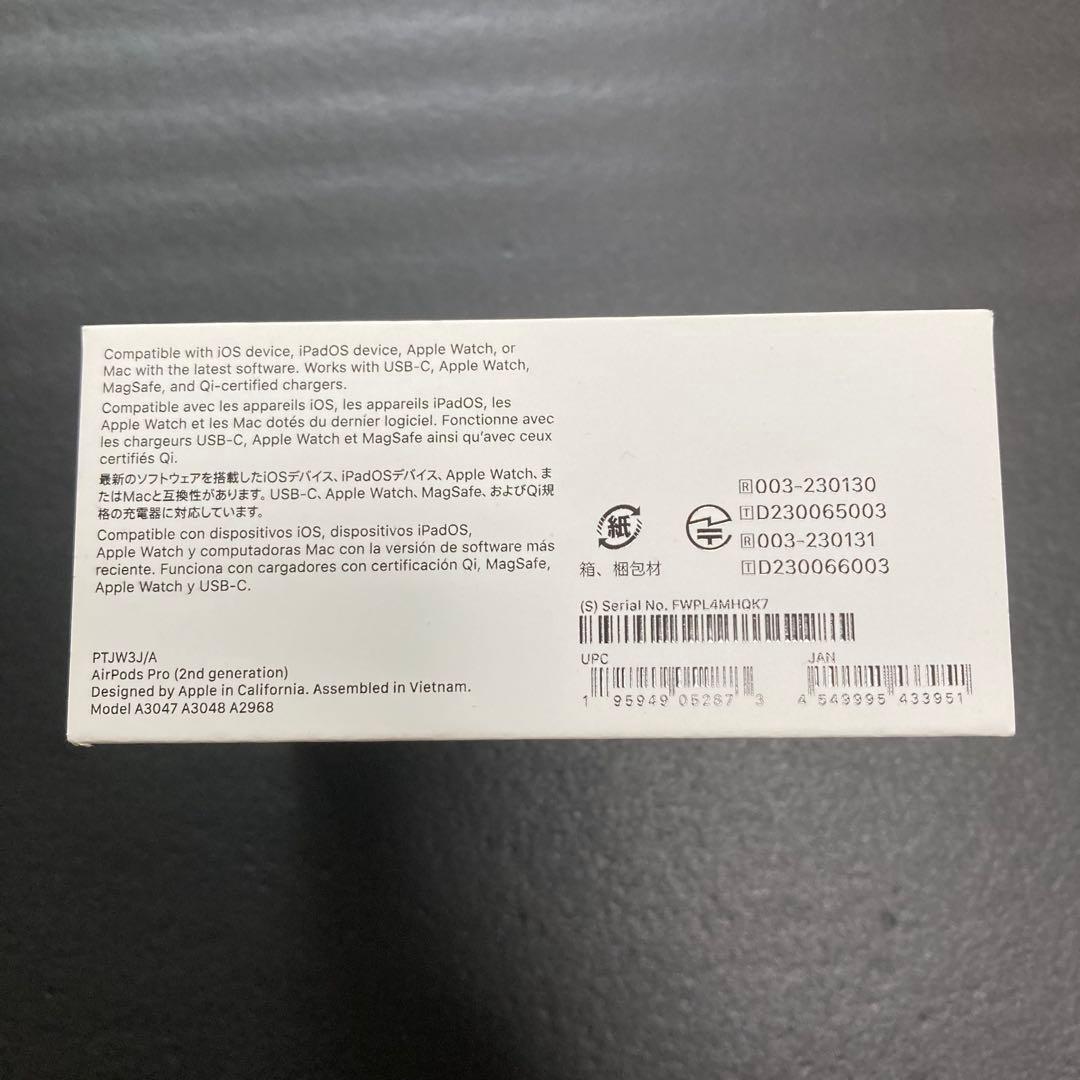 Compatible with iOS device, iPadOS device, Apple Watch, or
Mac with the latest software. Works with USB-C, Apple Watch,
MagSafe, and Qi-certified chargers.
Compatible avec les appareils iOS, les appareils iPadOS, les
Apple Watch et les Mac dotés du dernier logiciel. Fonctionne avec
les chargeurs USB-C, Apple Watch et MagSafe ainsi qu'avec ceux
certifiés Qi.
最新のソフトウェアを搭載したiOSデバイス、iPadOSデバイス、Apple Watch、ま
たはMacと互換性があります。USB-C、Apple Watch、MagSafe、およびQi規
格の充電器に対応しています。
Compatible con dispositivos iOS, dispositivos iPadOS,
Apple Watch y computadoras Mac con la versión de software más
reciente. Funciona con cargadores con certificación Qi, MagSafe,
Apple Watch y USB-C.
PTJW3J/A
AirPods Pro (2nd generation)
Designed by Apple in California. Assembled in Vietnam.
Model A3047 A3048 A2968
紙
箱、梱包材
R 003-230130
T D230065003
R 003-230131
T D230066003
(S) Serial No. FWPL4MHQK7
UPC
1 95949 05287 3
JAN
4 549995 433951